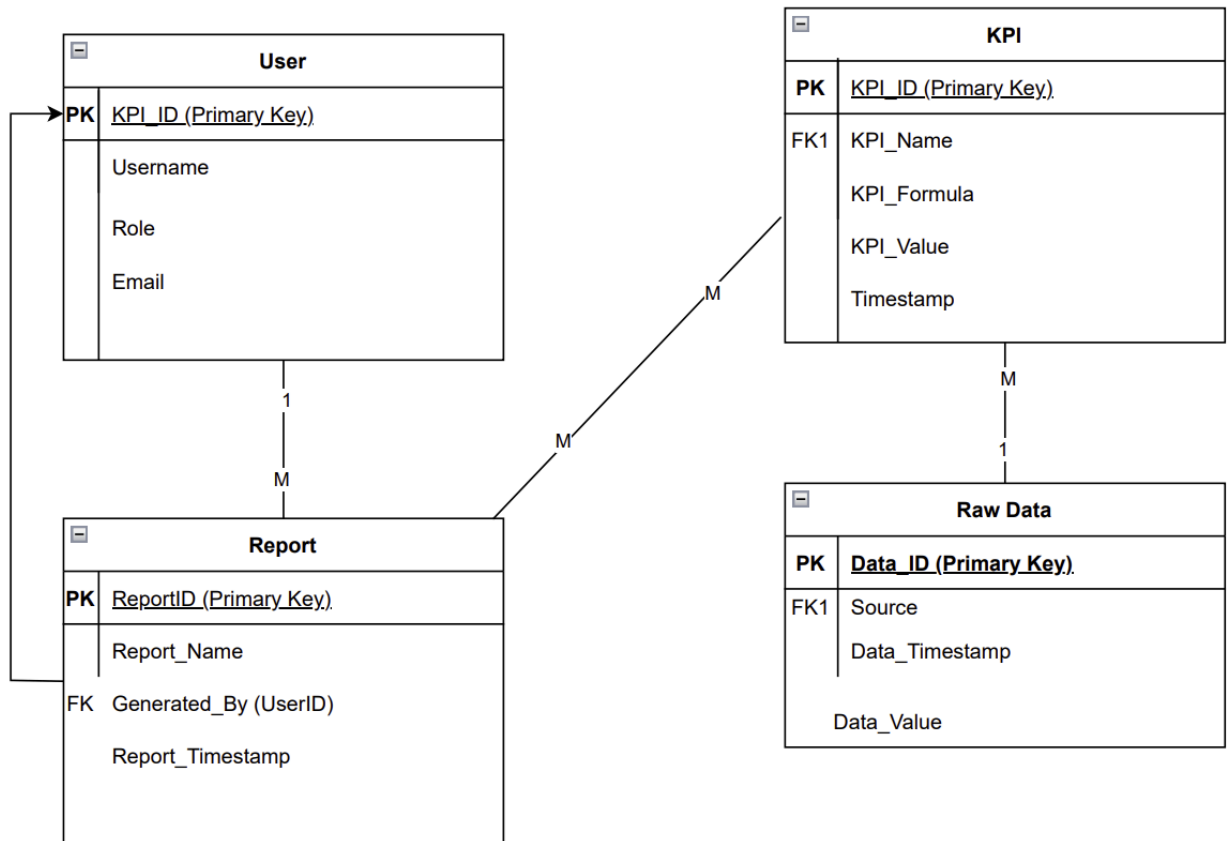 User
PK KPI_ID (Primary Key)
Username
Role
Email
1
M
Report
PK ReportID (Primary Key)
Report_Name
FK Generated_By (UserID)
Report_Timestamp
M
M
KPI
PK KPI_ID (Primary Key)
FK1 KPI_Name
KPI_Formula
KPI_Value
Timestamp
M
1
Raw Data
PK Data_ID (Primary Key)
FK1 Source
Data_Timestamp
Data_Value